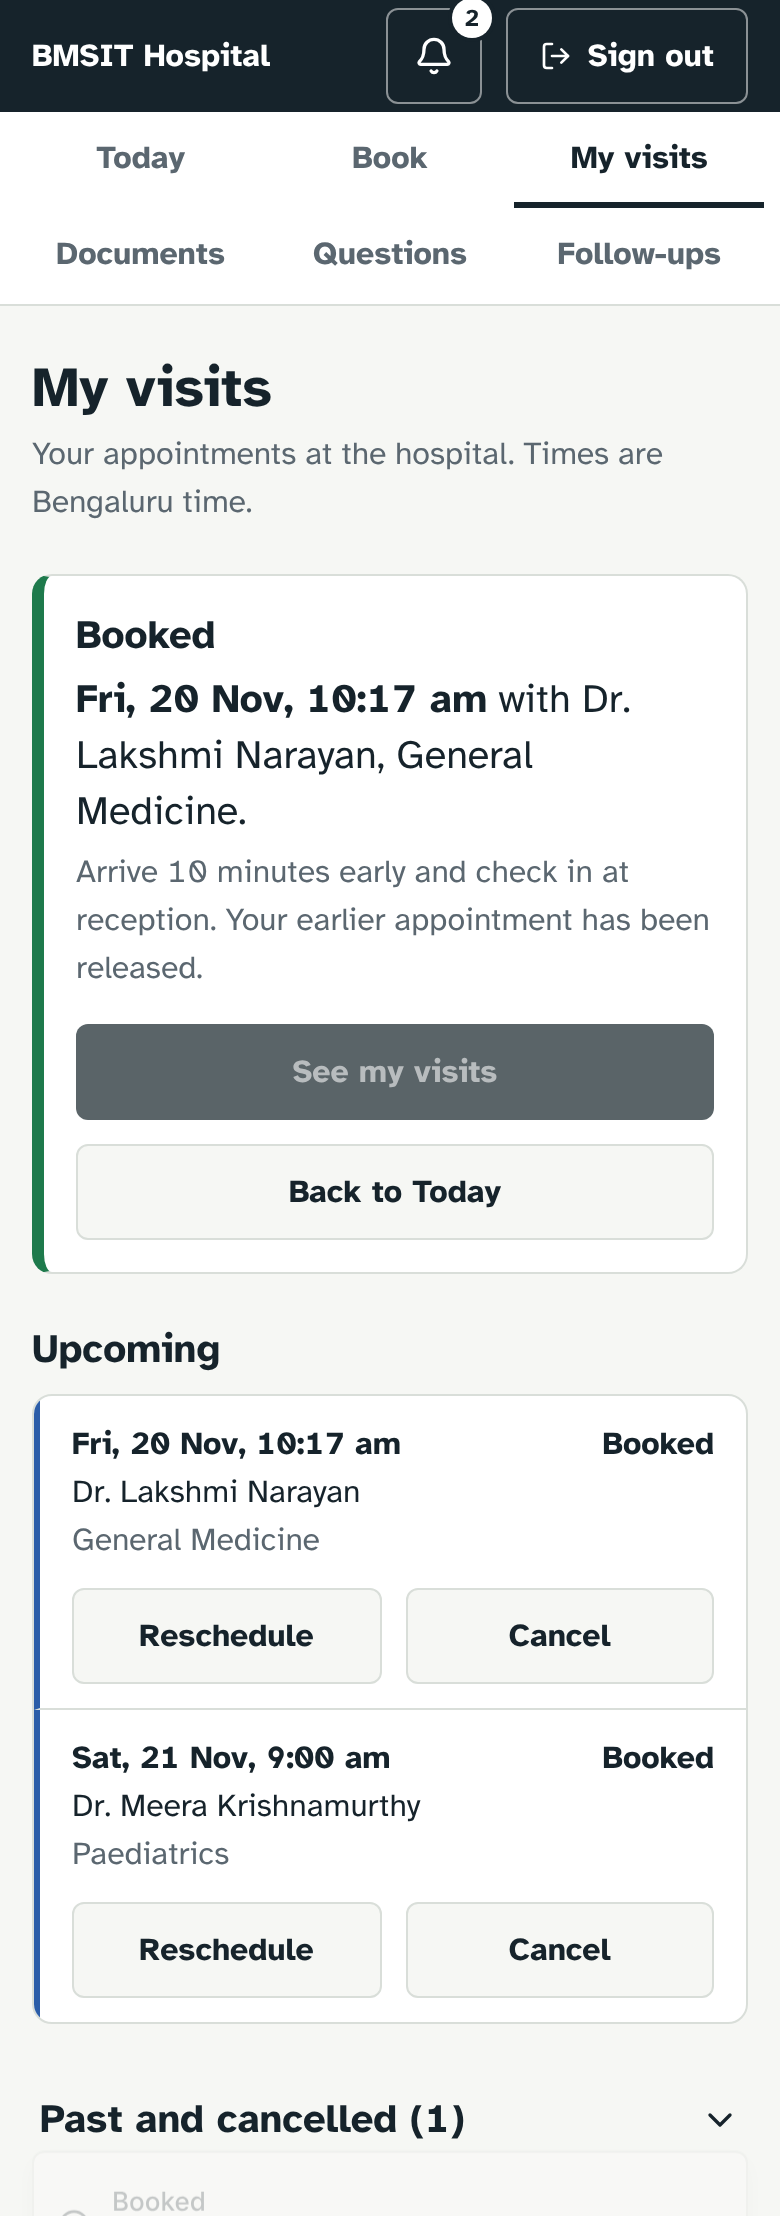 BMSIT Hospital
2
Sign out
Today
Book
My visits
Documents
Questions
Follow-ups
My visits
Your appointments at the hospital. Times are
Bengaluru time.
Booked
Fri, 20 Nov, 10:17 am with Dr.
Lakshmi Narayan, General
Medicine.
Arrive 10 minutes early and check in at
reception. Your earlier appointment has been
released.
See my visits
Back to Today
Upcoming
Fri, 20 Nov, 10:17 am
Booked
Dr. Lakshmi Narayan
General Medicine
Reschedule
Cancel
Sat, 21 Nov, 9:00 am
Booked
Dr. Meera Krishnamurthy
Paediatrics
Reschedule
Cancel
Past and cancelled (1)
Booked